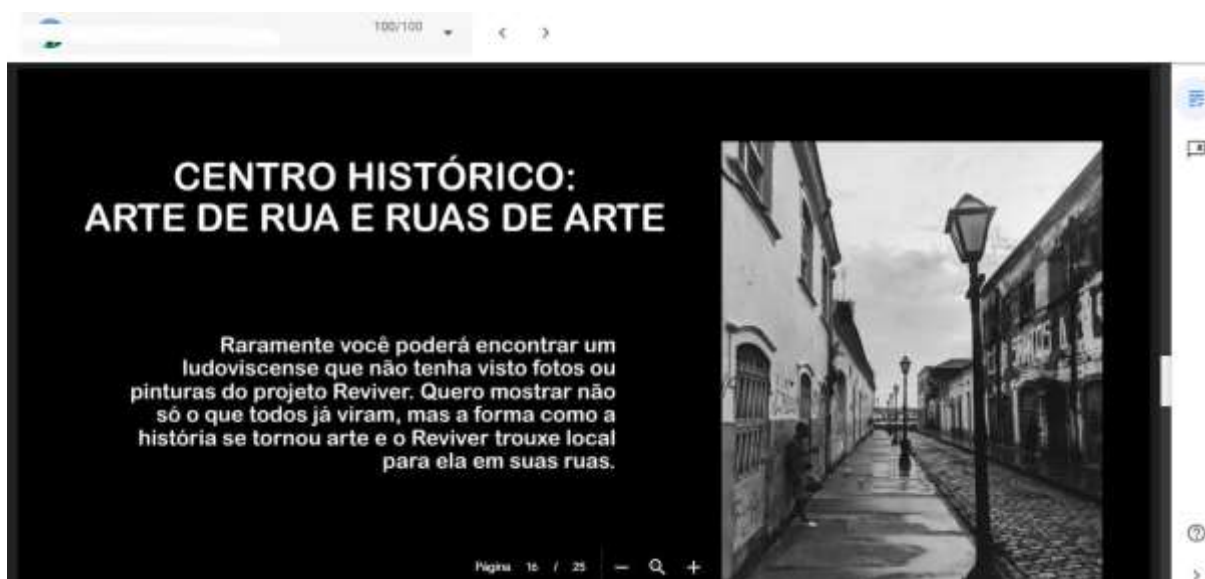 100/100
CENTRO HISTÓRICO:
ARTE DE RUA E RUAS DE ARTE
Raramente você poderá encontrar um
ludoviscense que não tenha visto fotos ou
pinturas do projeto Reviver. Quero mostrar não
só o que todos já viram, mas a forma como a
história se tornou arte e o Reviver trouxe local
para ela em suas ruas.
Página 16 / 25